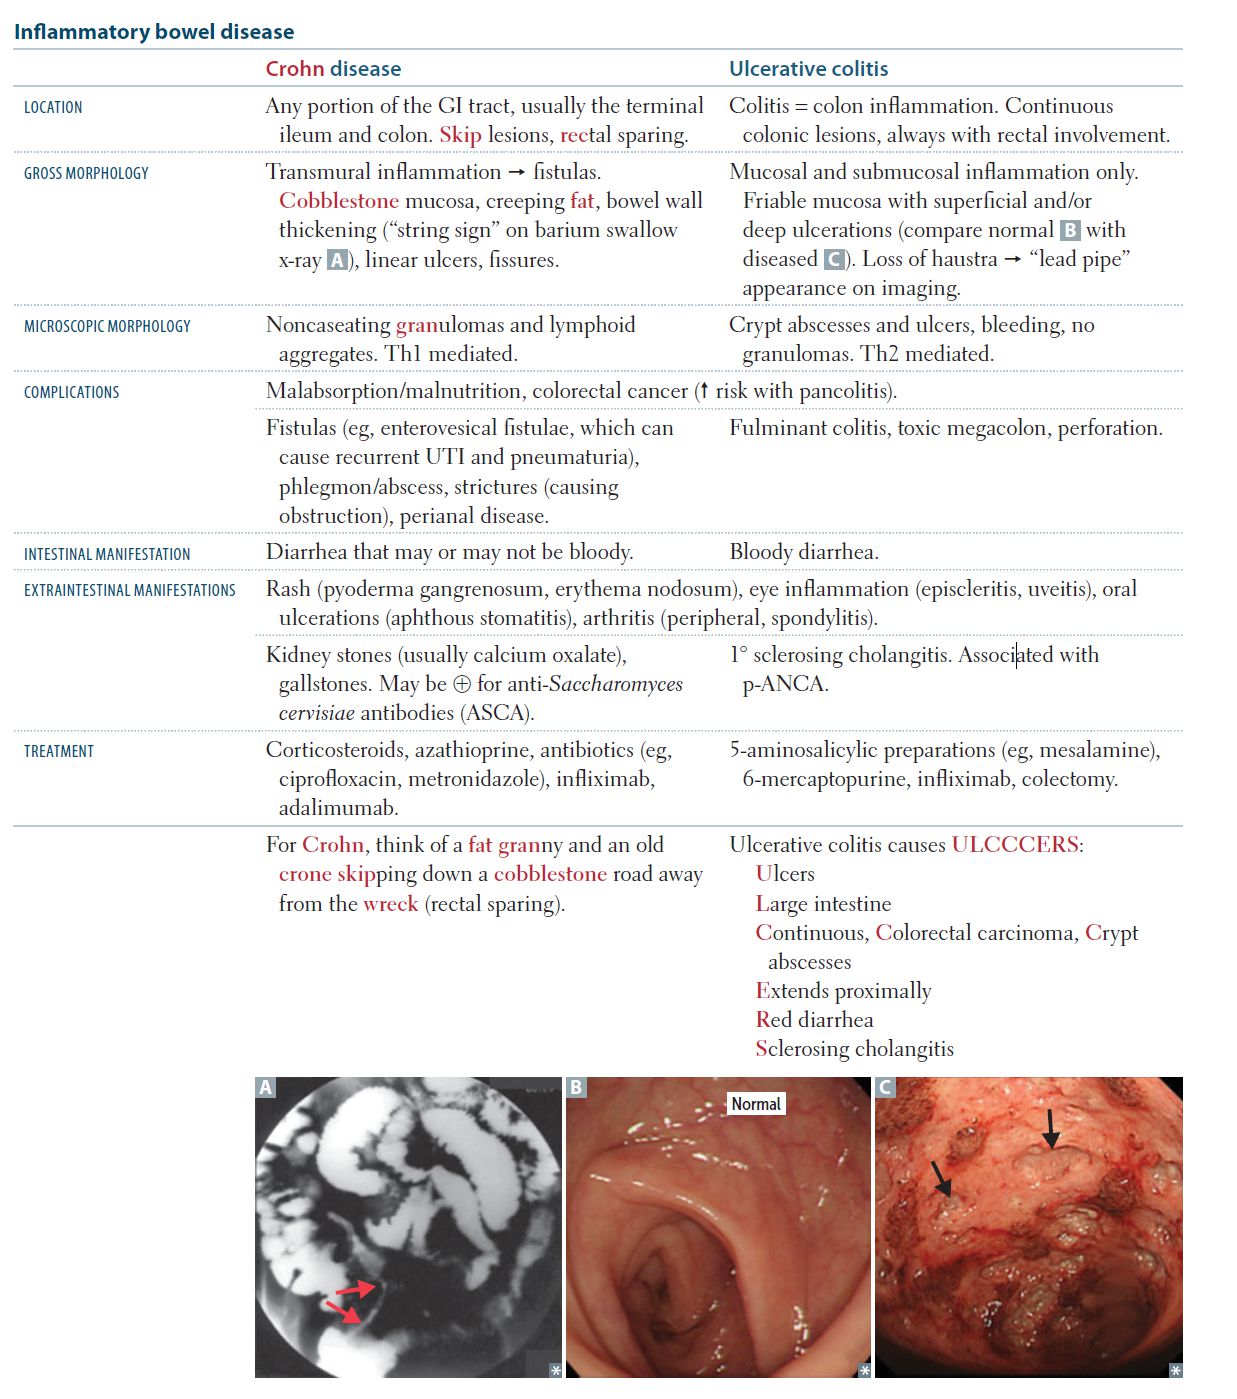 Inflammatory bowel disease
Crohn disease
Ulcerative colitis
LOCATION
Any portion of the GI tract, usually the terminal
ileum and colon. Skip lesions, rectal sparing.
Colitis = colon inflammation. Continuous
colonic lesions, always with rectal involvement.
GROSS MORPHOLOGY
Transmural inflammation → fistulas.
Cobblestone mucosa, creeping fat, bowel wall
thickening (“string sign” on barium swallow
x-ray A), linear ulcers, fissures.
Mucosal and submucosal inflammation only.
Friable mucosa with superficial and/or
deep ulcerations (compare normal B with
diseased C). Loss of haustra → “lead pipe”
appearance on imaging.
MICROSCOPIC MORPHOLOGY
Noncaseating granulomas and lymphoid
aggregates. Th1 mediated.
Crypt abscesses and ulcers, bleeding, no
granulomas. Th2 mediated.
COMPLICATIONS
Malabsorption/malnutrition, colorectal cancer (↑ risk with pancolitis).
Fistulas (eg, enterovesical fistulae, which can
cause recurrent UTI and pneumaturia),
phlegmon/abscess, strictures (causing
obstruction), perianal disease.
Fulminant colitis, toxic megacolon, perforation.
INTESTINAL MANIFESTATION
Diarrhea that may or may not be bloody.
Bloody diarrhea.
EXTRAINTESTINAL MANIFESTATIONS
Rash (pyoderma gangrenosum, erythema nodosum), eye inflammation (episcleritis, uveitis), oral
ulcerations (aphthous stomatitis), arthritis (peripheral, spondylitis).
Kidney stones (usually calcium oxalate),
gallstones. May be ⊕ for anti-Saccharomyces
cervisiae antibodies (ASCA).
1° sclerosing cholangitis. Associated with
p-ANCA.
TREATMENT
Corticosteroids, azathioprine, antibiotics (eg,
ciprofloxacin, metronidazole), infliximab,
adalimumab.
5-aminosalicylic preparations (eg, mesalamine),
6-mercaptopurine, infliximab, colectomy.
For Crohn, think of a fat granny and an old
crone skipping down a cobblestone road away
from the wreck (rectal sparing).
Ulcerative colitis causes ULCCCERS:
Ulcers
Large intestine
Continuous, Colorectal carcinoma, Crypt
abscesses
Extends proximally
Red diarrhea
Sclerosing cholangitis
A
B
Normal
C